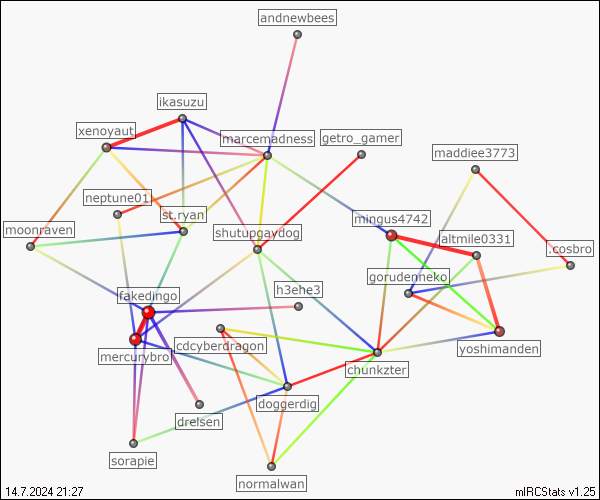 andnewbees
ikasuzu
xenoyaut
marcemadness
getro_gamer
maddiee3773
neptune01
st.ryan
moonraven
shutupgaydog
mingus4742
altmile0331
.cosbro
gorudenneko
h3ehe3
fakedingo
cdcyberdragon
mercurybro
chunkzter
yoshimanden
doggerdig
dreisen
sorapie
normalwan
14.7.2024 21:27
mIRCStats v1.25